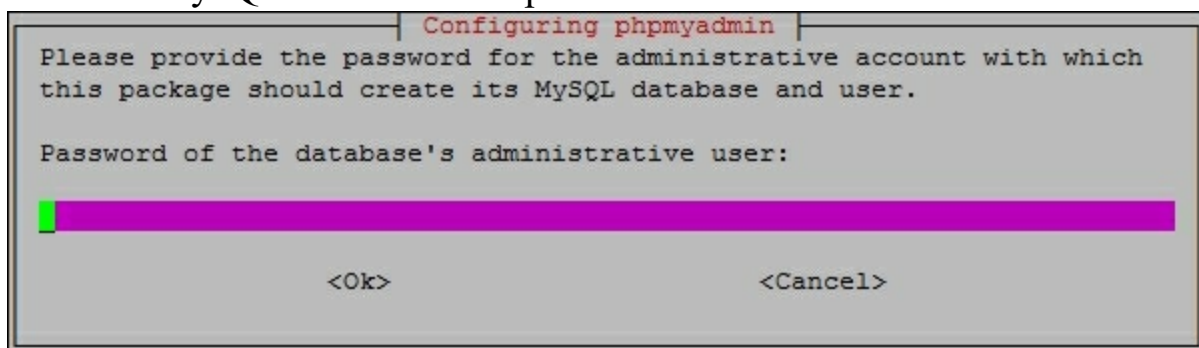 Configuring phpmyadmin
Please provide the password for the administrative account with which
this package should create its MySQL database and user.
Password of the database's administrative user:
<Ok> <Cancel>